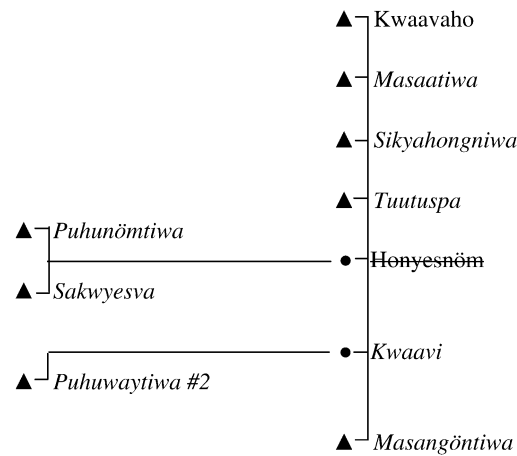 Kwaavaho
Masaatiwa
Sikyahongniwa
Tuutuspa
Puhunömtiwa
Honyesnöm
Sakwyesva
Kwaavi
Puhuwaytiwa #2
Masangöntiwa